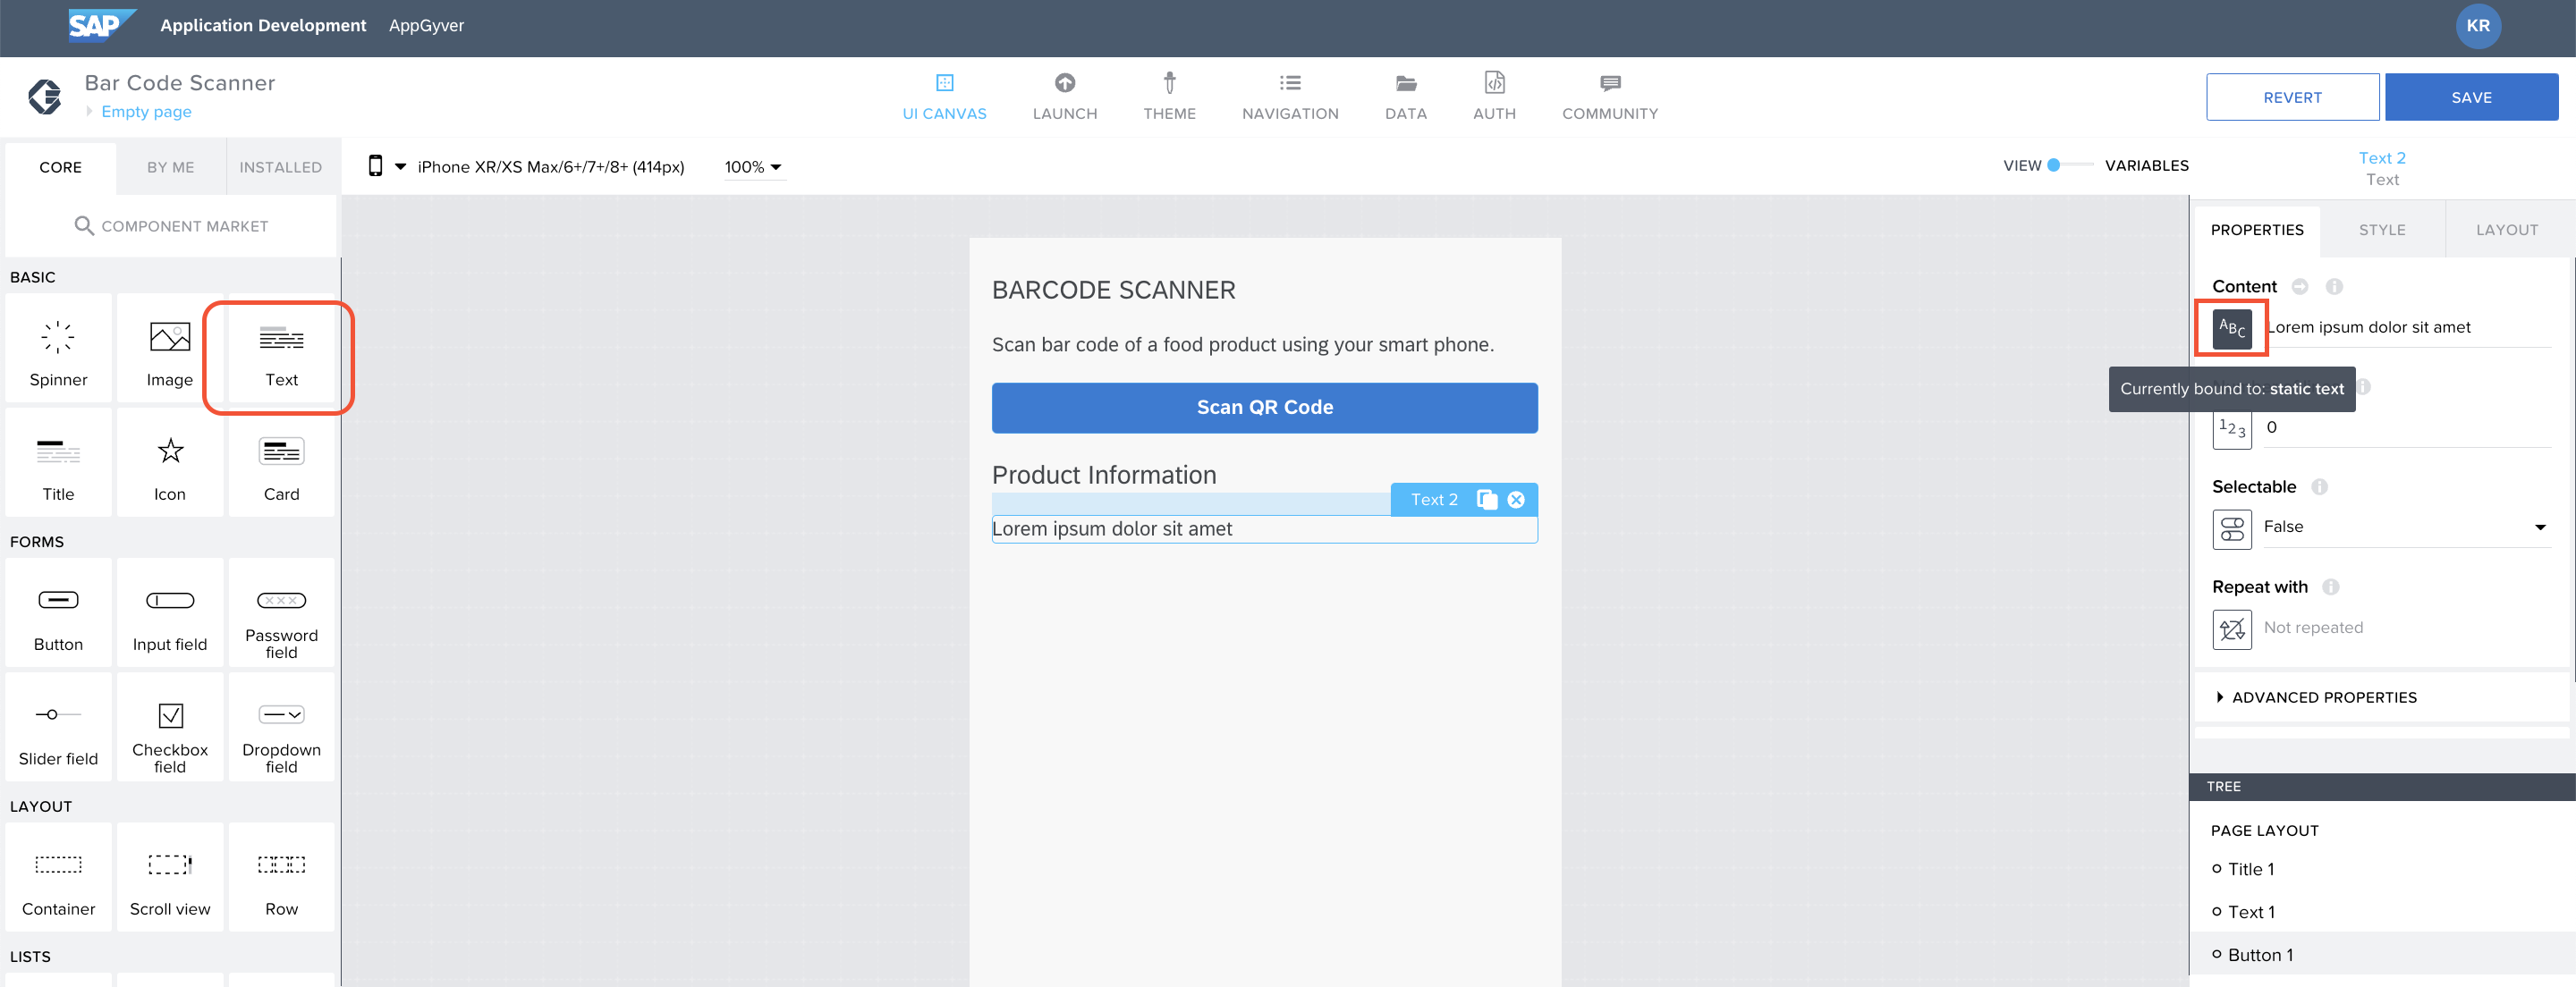 SAP Application Development AppGyver KR
Bar Code Scanner
Empty page
UI CANVAS LAUNCH THEME NAVIGATION DATA AUTH COMMUNITY
REVERT SAVE
CORE BY ME INSTALLED
COMPONENT MARKET
iPhone XR/XS Max/6+/7+/8+ (414px) 100%
VIEW VARIABLES
BASIC
Spinner Image Text
Title Icon Card
FORMS
Button Input field Password field
Slider field Checkbox field Dropdown field
LAYOUT
Container Scroll view Row
LISTS
BARCODE SCANNER
Scan bar code of a food product using your smart phone.
Scan QR Code
Product Information
Text 2
Lorem ipsum dolor sit amet
Text 2
Text
PROPERTIES STYLE LAYOUT
Content
ABC Lorem ipsum dolor sit amet
Currently bound to: static text
123 0
Selectable
False
Repeat with
Not repeated
ADVANCED PROPERTIES
TREE
PAGE LAYOUT
Title 1
Text 1
Button 1